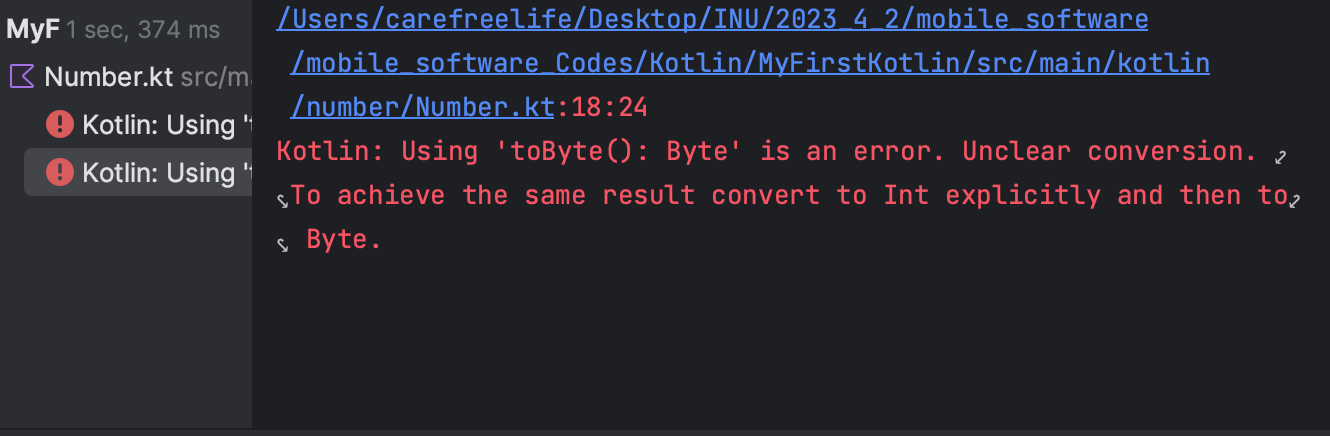 MyF 1 sec, 374 ms
Number.kt src/m
Kotlin: Using '
Kotlin: Using '
/Users/carefreelife/Desktop/INU/2023_4_2/mobile_software
/mobile_software_Codes/Kotlin/MyFirstKotlin/src/main/kotlin
/number/Number.kt:18:24
Kotlin: Using 'toByte(): Byte' is an error. Unclear conversion.
To achieve the same result convert to Int explicitly and then to
Byte.